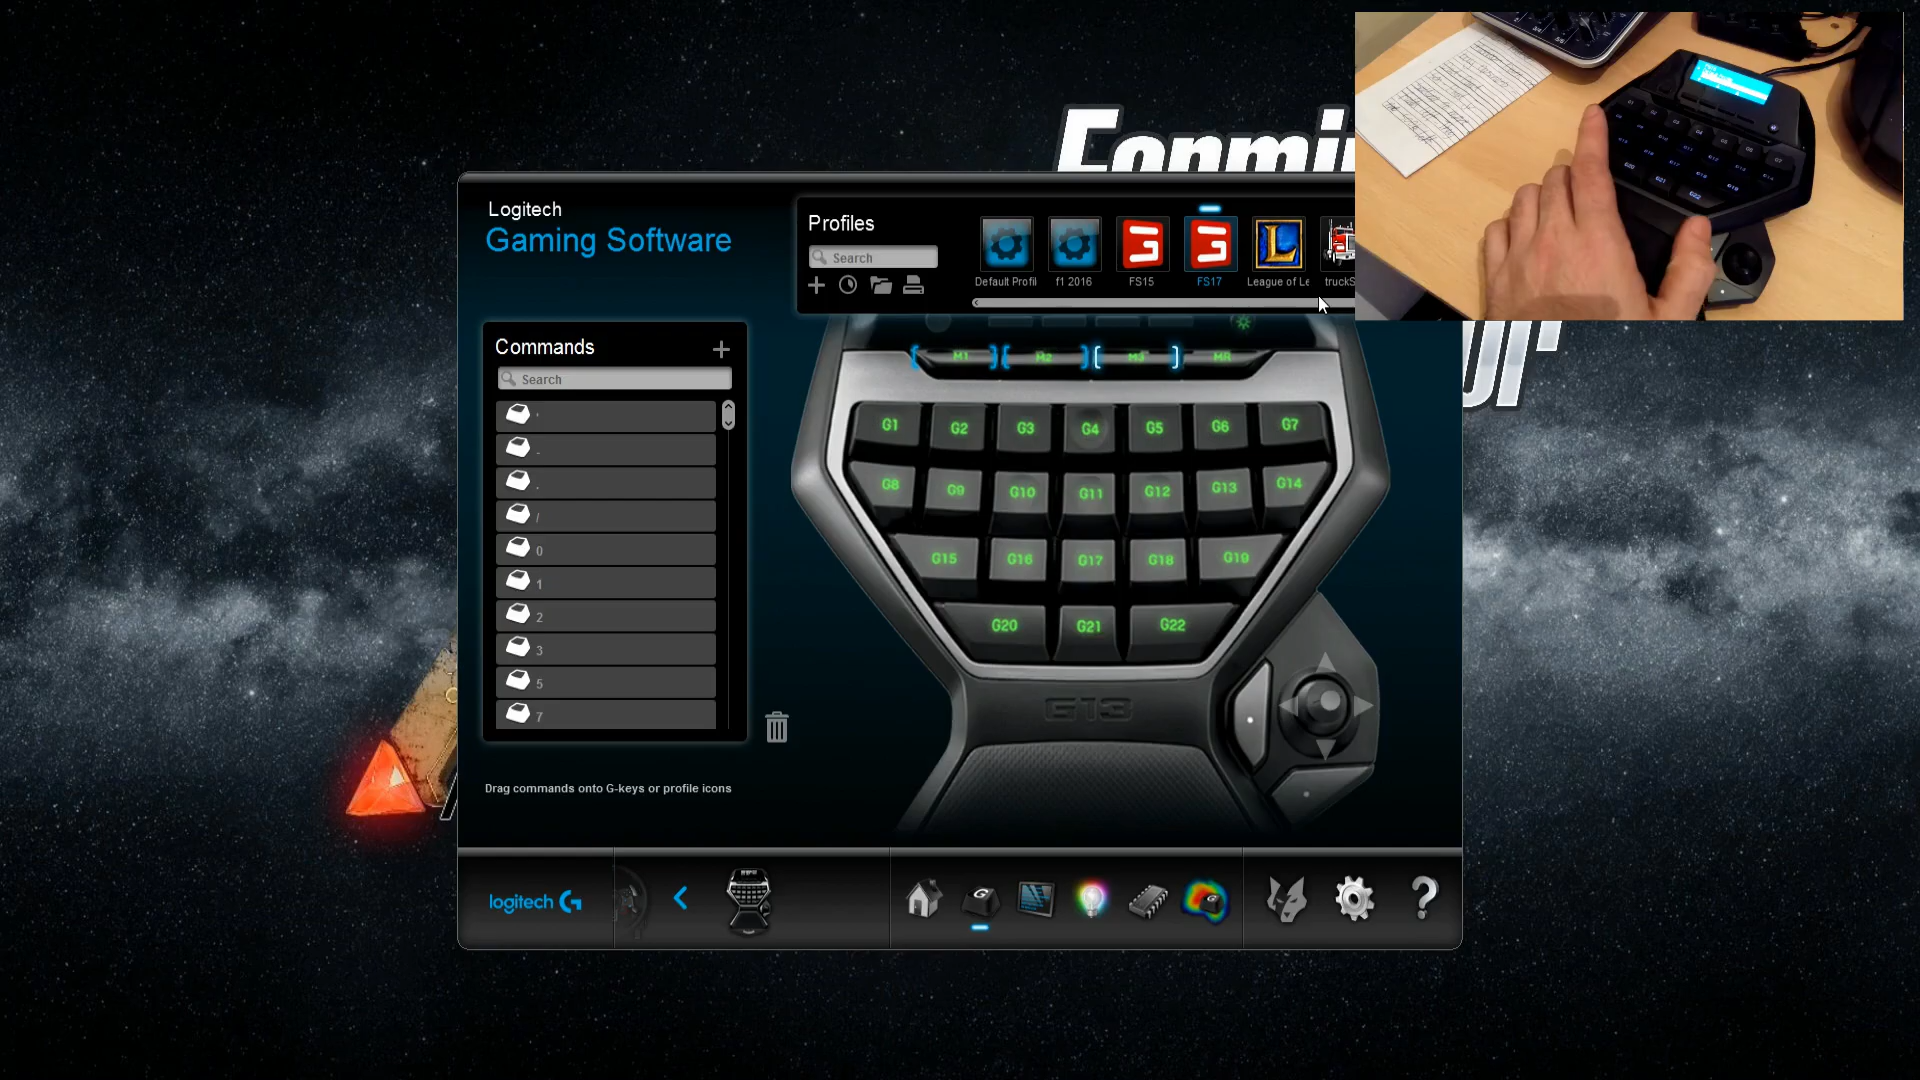 Logitech
Gaming Software
Profiles
Search
Default Profil
f1 2016
FS15
FS17
League of Le
truckS
Commands
Search
'
-
.
/
0
1
2
3
5
7
Drag commands onto G-keys or profile icons
M1
M2
M3
MR
G1
G2
G3
G4
G5
G6
G7
G8
G9
G10
G11
G12
G13
G14
G15
G16
G17
G18
G19
G20
G21
G22
G13
logitech G